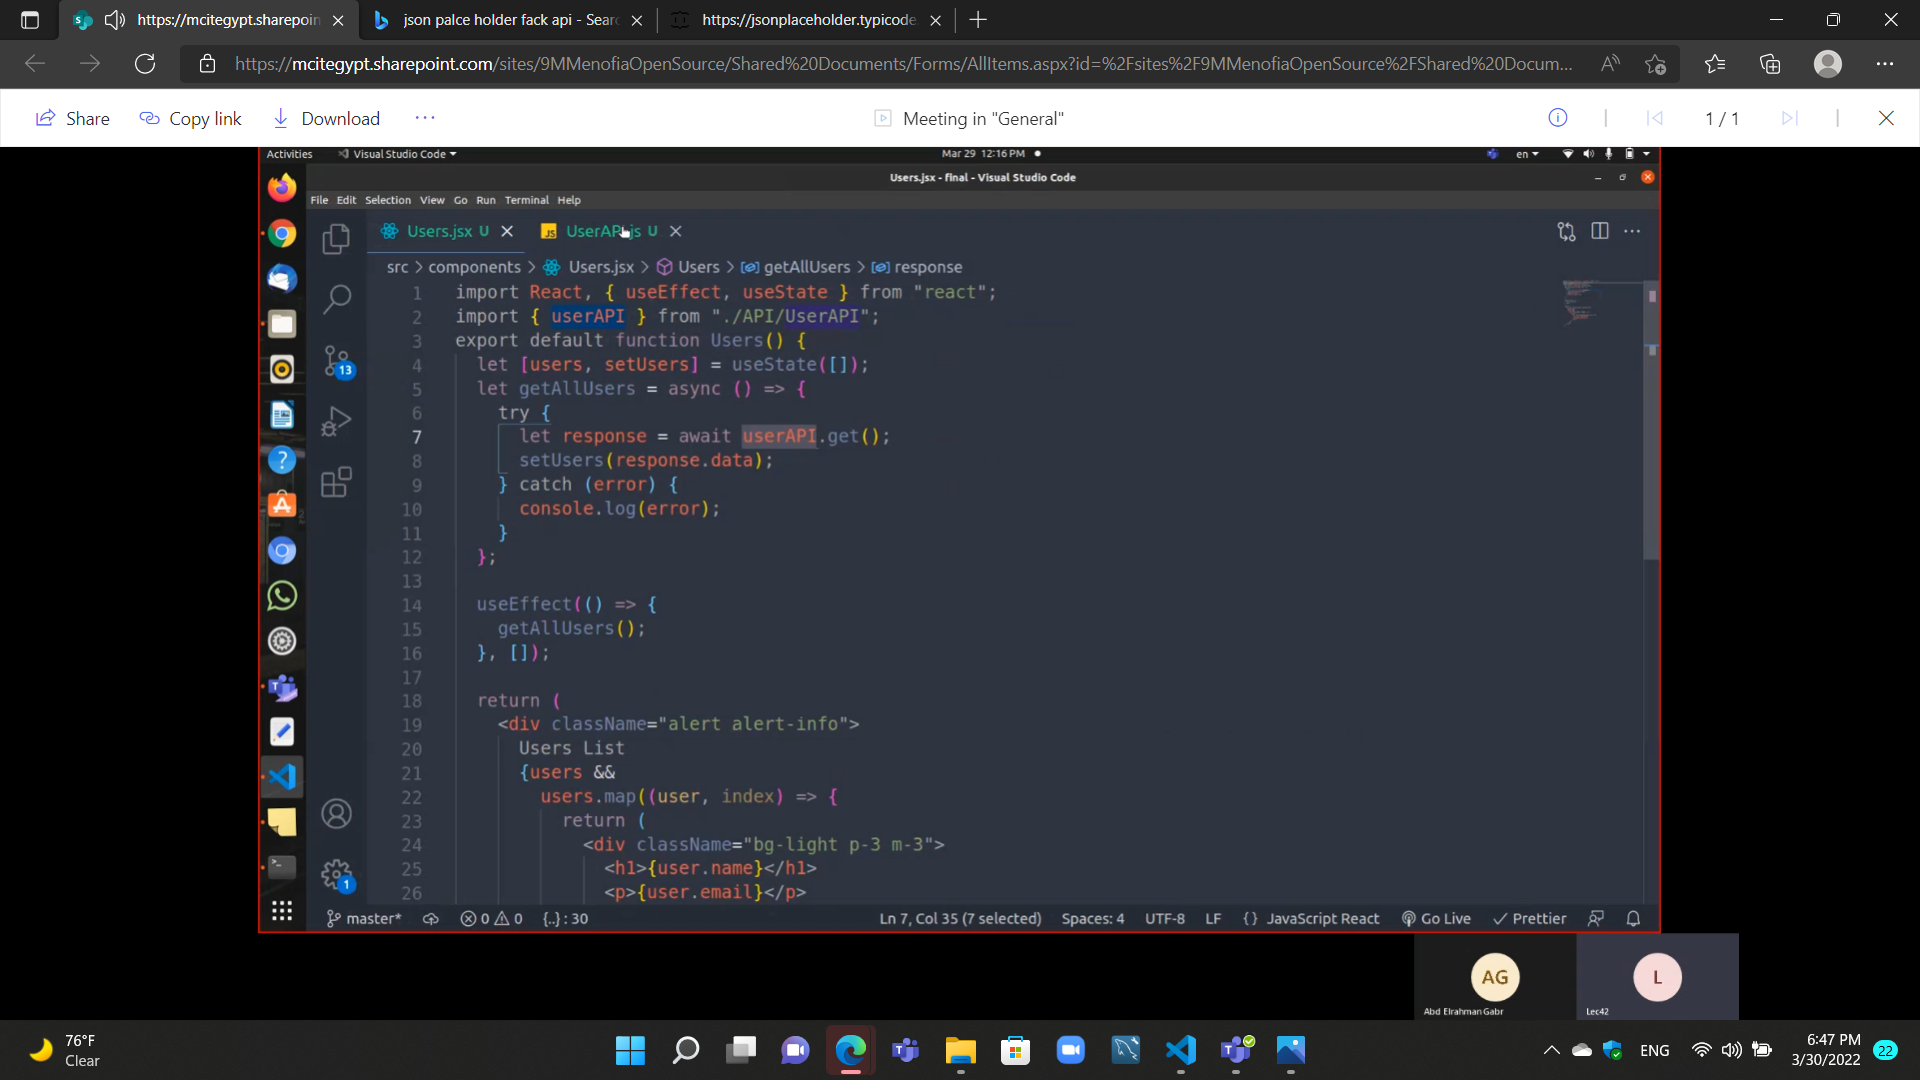 https://mcitegypt.sharepoin
json palce holder fack api - Sear
https://jsonplaceholder.typicode.
https://mcitegypt.sharepoint.com/sites/9MMenofiaOpenSource/Shared%20Documents/Forms/AllItems.aspx?id=%2Fsites%2F9MMenofiaOpenSource%2FShared%20Docum...
Share
Copy link
Download
Meeting in "General"
1 / 1
Activities
Visual Studio Code
Mar 29 12:16 PM
en
Users.jsx - final - Visual Studio Code
File Edit Selection View Go Run Terminal Help
Users.jsx U
UserAPI.js U
src > components > Users.jsx > Users > getAllUsers > response
1 import React, { useEffect, useState } from "react";
2 import { userAPI } from "./API/UserAPI";
3 export default function Users() {
4 let [users, setUsers] = useState([]);
5 let getAllUsers = async () => {
6 try {
7 let response = await userAPI.get();
8 setUsers(response.data);
9 } catch (error) {
10 console.log(error);
11 }
12 };
13
14 useEffect(() => {
15 getAllUsers();
16 }, []);
17
18 return (
19 <div className="alert alert-info">
20 Users List
21 {users &&
22 users.map((user, index) => {
23 return (
24 <div className="bg-light p-3 m-3">
25 <h1>{user.name}</h1>
26 <p>{user.email}</p>
13
1
master*
0 0
{..} : 30
Ln 7, Col 35 (7 selected)
Spaces: 4
UTF-8
LF
{} JavaScript React
Go Live
Prettier
AG
Abd Elrahman Gabr
L
Lec42
76°F
Clear
ENG
6:47 PM
3/30/2022
22